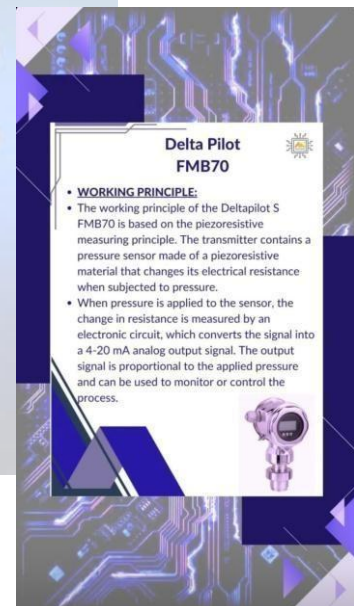 Delta Pilot
FMB70
• WORKING PRINCIPLE:
• The working principle of the Deltapilot S
FMB70 is based on the piezoresistive
measuring principle. The transmitter contains a
pressure sensor made of a piezoresistive
material that changes its electrical resistance
when subjected to pressure.
• When pressure is applied to the sensor, the
change in resistance is measured by an
electronic circuit, which converts the signal into
a 4-20 mA analog output signal. The output
signal is proportional to the applied pressure
and can be used to monitor or control the
process.